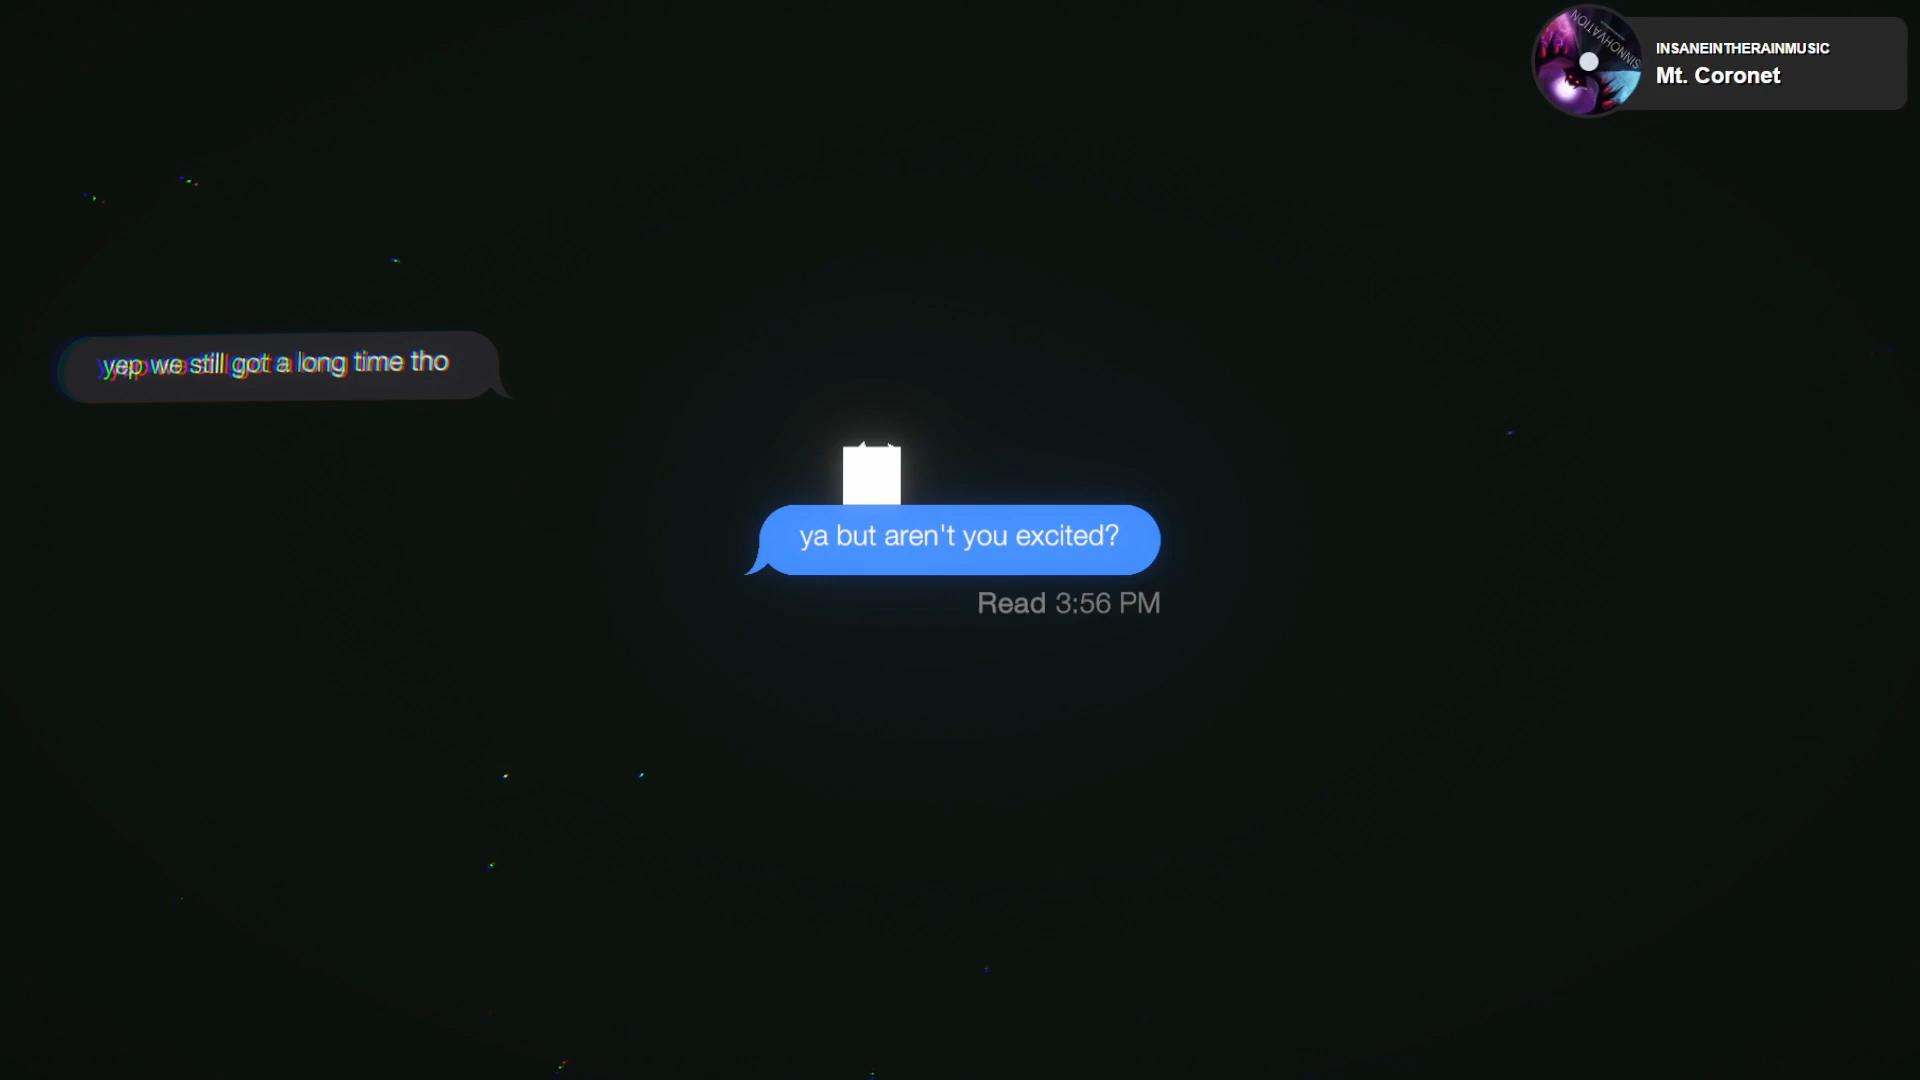 INSANEINTHERAINMUSIC
Mt. Coronet
SINNOHVATION
yep we still got a long time tho
ya but aren't you excited?
Read 3:56 PM